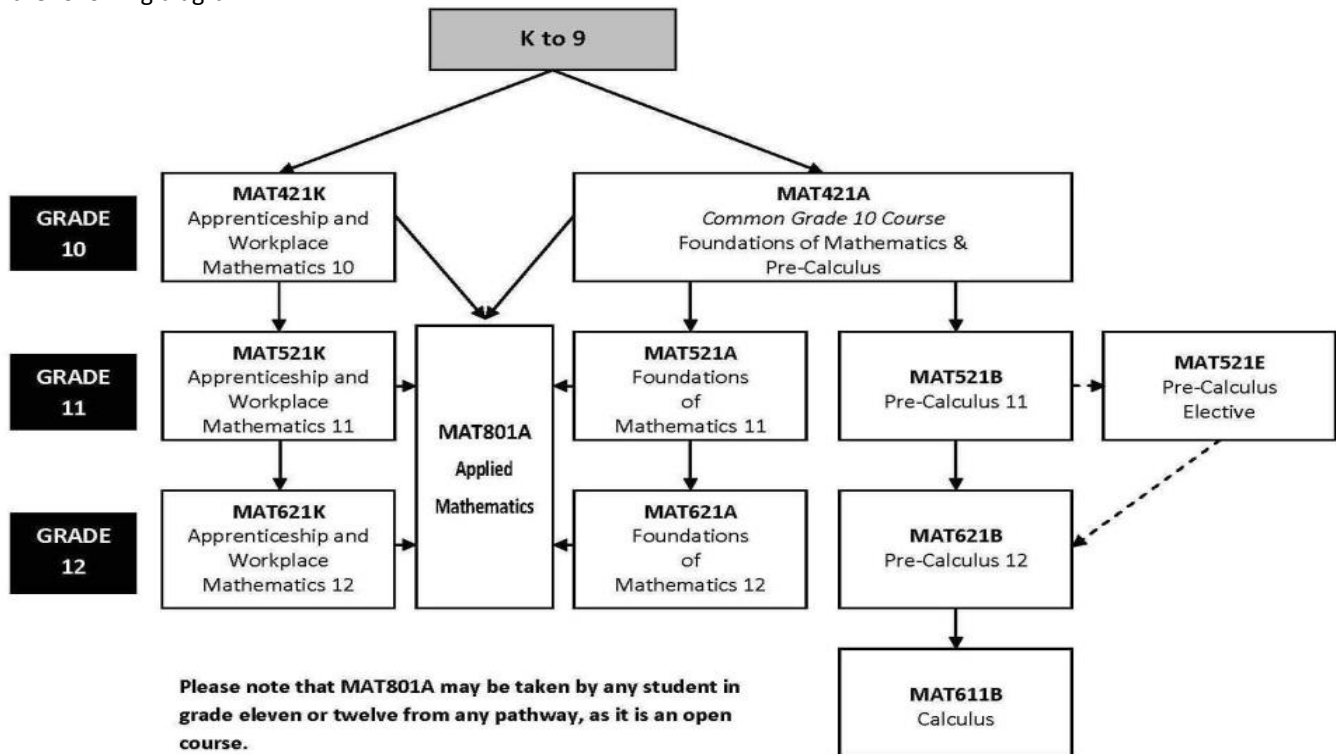 K to 9
GRADE
10
MAT421K
Apprenticeship and
Workplace
Mathematics 10
MAT421A
Common Grade 10 Course
Foundations of Mathematics &
Pre-Calculus
GRADE
11
MAT521K
Apprenticeship and
Workplace
Mathematics 11
MAT801A
Applied
Mathematics
MAT521A
Foundations
of
Mathematics 11
MAT521B
Pre-Calculus 11
MAT521E
Pre-Calculus
Elective
GRADE
12
MAT621K
Apprenticeship and
Workplace
Mathematics 12
MAT621A
Foundations
of
Mathematics 12
MAT621B
Pre-Calculus 12
MAT611B
Calculus
Please note that MAT801A may be taken by any student in
grade eleven or twelve from any pathway, as it is an open
course.